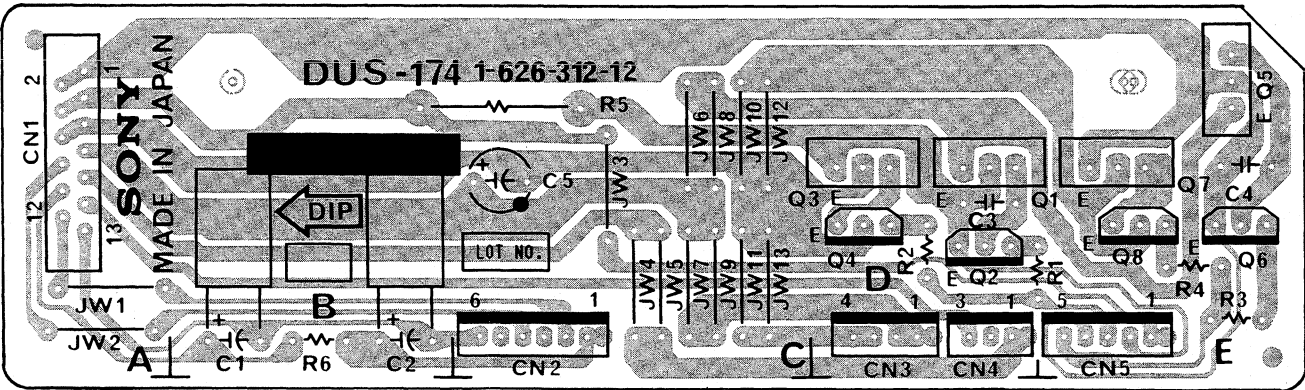 DUS-174 1-626-312-12
SONY
MADE IN JAPAN
CN1
2
1
12
13
R5
C5
+
JW3
JW6
JW8
JW10
JW12
JW4
JW5
JW7
JW9
JW11
JW13
DIP
LOT NO.
JW1
JW2
A
B
C
D
E
+
C1
R6
+
C2
6
1
CN2
Q3
E
Q1
E
Q7
E
Q5
E
C3
C4
E
Q4
R2
E
Q2
R1
E
Q8
E
Q6
R4
R3
4
1
CN3
3
1
CN4
5
1
CN5